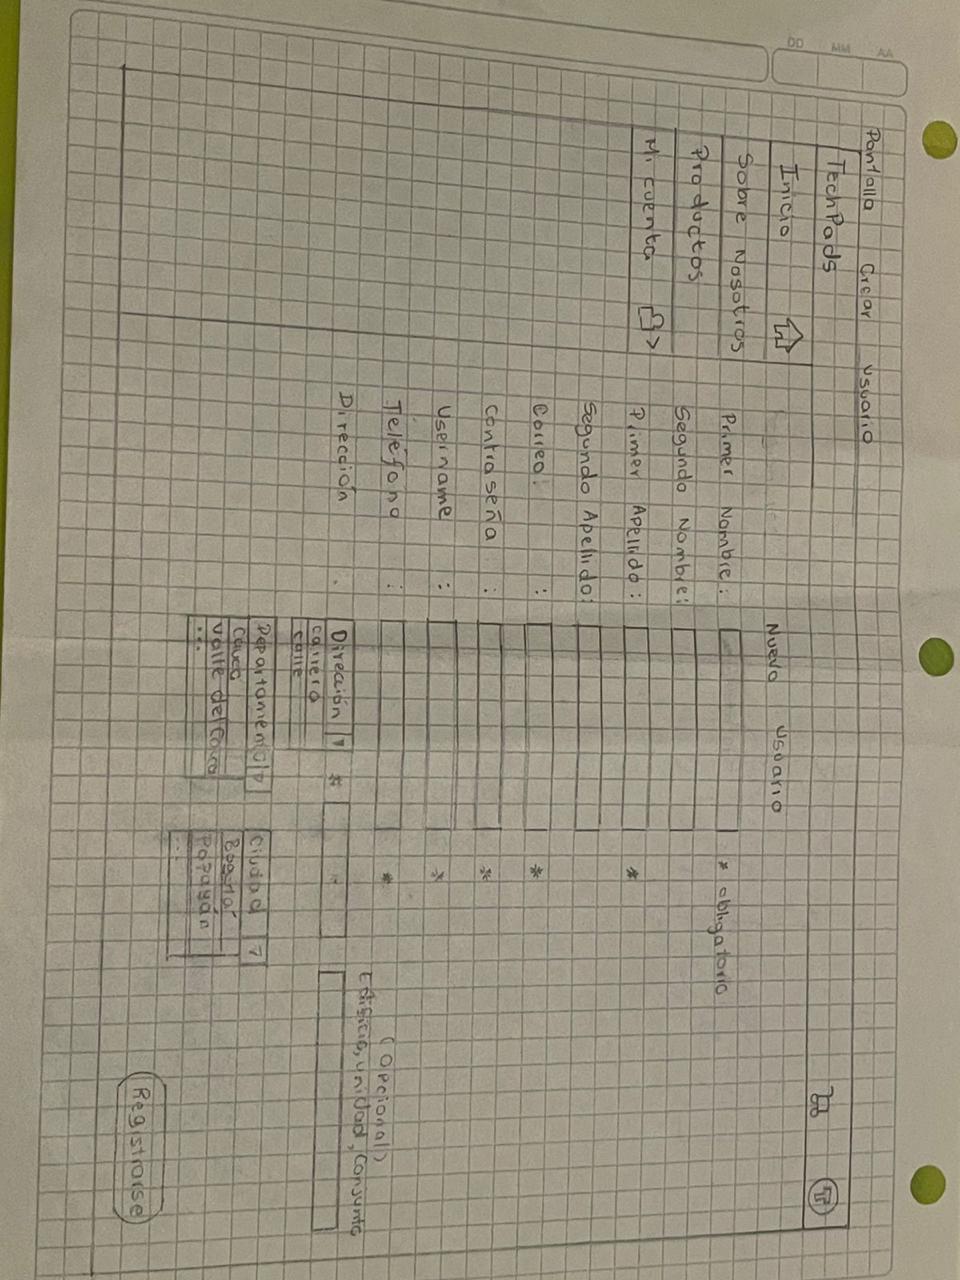 DD MM AA
Pantalla Crear usuario
TechPads
Inicio
Sobre Nosotros
Productos
Mi cuenta >
Nuevo usuario
Primer Nombre: * obligatorio
Segundo Nombre:
Primer Apellido: *
Segundo Apellido:
Correo: : *
Contraseña : *
Username : *
Teléfono : *
(Opcional)
Edificio, unidad, Conjunto
Dirección : Dirección # -
carrera
calle
Departamento Ciudad
Cauca Bogotá
Valle del Cauca Popayán
... ...
Registrarse